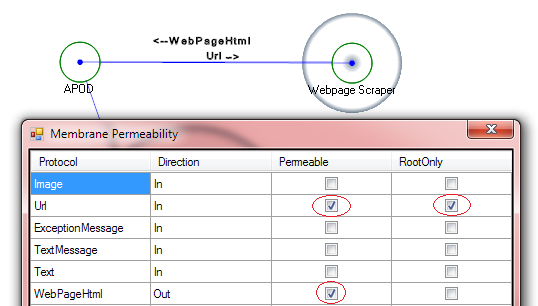 <--WebPageHtml
Url -->
APOD
Webpage Scraper
Membrane Permeability
Protocol Direction Permeable RootOnly
Image In
Url In
ExceptionMessage In
TextMessage In
Text In
WebPageHtml Out